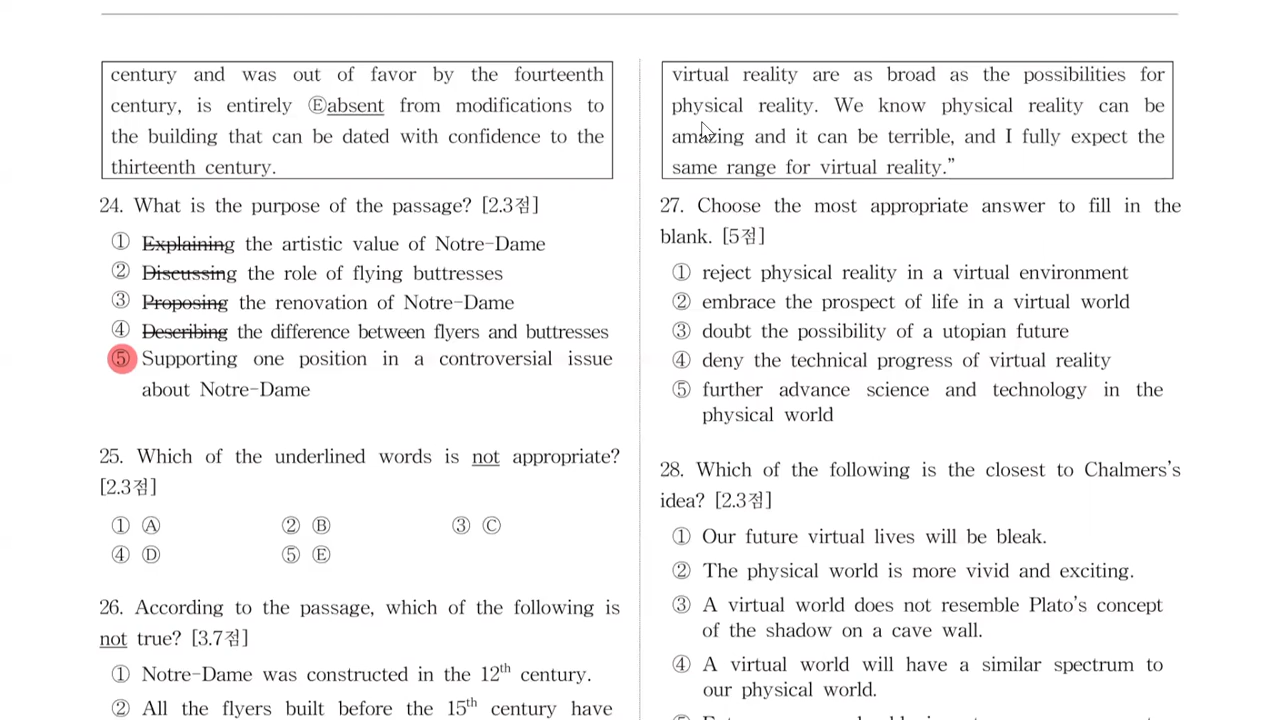 century and was out of favor by the fourteenth
century, is entirely Ⓔabsent from modifications to
the building that can be dated with confidence to the
thirteenth century.
24. What is the purpose of the passage? [2.3점]
① Explaining the artistic value of Notre-Dame
② Discussing the role of flying buttresses
③ Proposing the renovation of Notre-Dame
④ Describing the difference between flyers and buttresses
⑤ Supporting one position in a controversial issue
about Notre-Dame
25. Which of the underlined words is not appropriate?
[2.3점]
① Ⓐ ② Ⓑ ③ Ⓒ
④ Ⓓ ⑤ Ⓔ
26. According to the passage, which of the following is
not true? [3.7점]
① Notre-Dame was constructed in the 12th century.
② All the flyers built before the 15th century have
virtual reality are as broad as the possibilities for
physical reality. We know physical reality can be
amazing and it can be terrible, and I fully expect the
same range for virtual reality.”
27. Choose the most appropriate answer to fill in the
blank. [5점]
① reject physical reality in a virtual environment
② embrace the prospect of life in a virtual world
③ doubt the possibility of a utopian future
④ deny the technical progress of virtual reality
⑤ further advance science and technology in the
physical world
28. Which of the following is the closest to Chalmers's
idea? [2.3점]
① Our future virtual lives will be bleak.
② The physical world is more vivid and exciting.
③ A virtual world does not resemble Plato's concept
of the shadow on a cave wall.
④ A virtual world will have a similar spectrum to
our physical world.